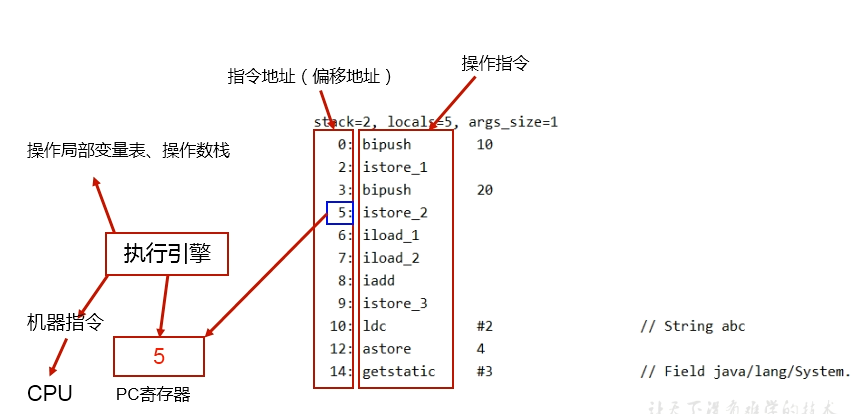 指令地址（偏移地址）
操作指令
stack=2, locals=5, args_size=1
操作局部变量表、操作数栈
0: bipush 10
2: istore_1
3: bipush 20
5: istore_2
6: iload_1
7: iload_2
8: iadd
9: istore_3
10: ldc #2 // String abc
12: astore 4
14: getstatic #3 // Field java/lang/System.
执行引擎
机器指令
5
CPU
PC寄存器
让天下没有难学的技术